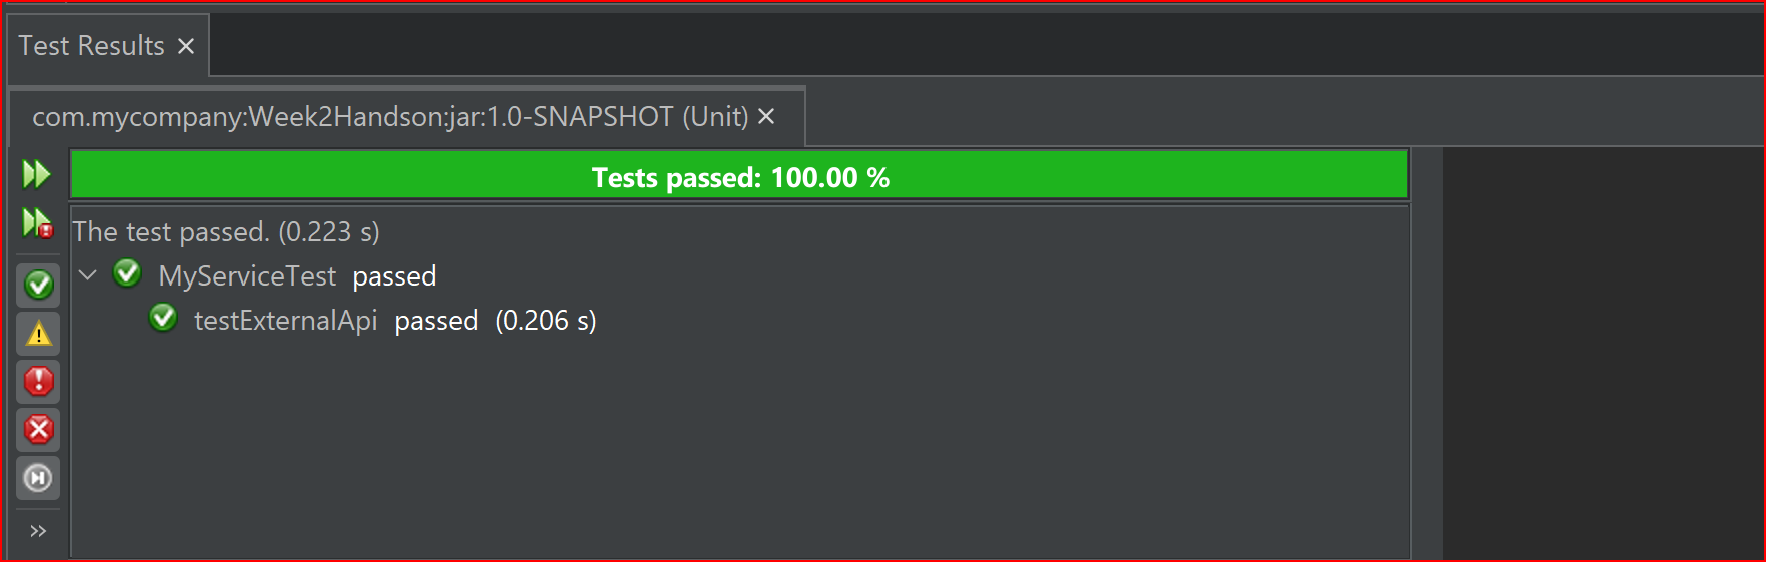 Test Results
com.mycompany:Week2Handson:jar:1.0-SNAPSHOT (Unit)
Tests passed: 100.00 %
The test passed. (0.223 s)
MyServiceTest passed
testExternalApi passed (0.206 s)